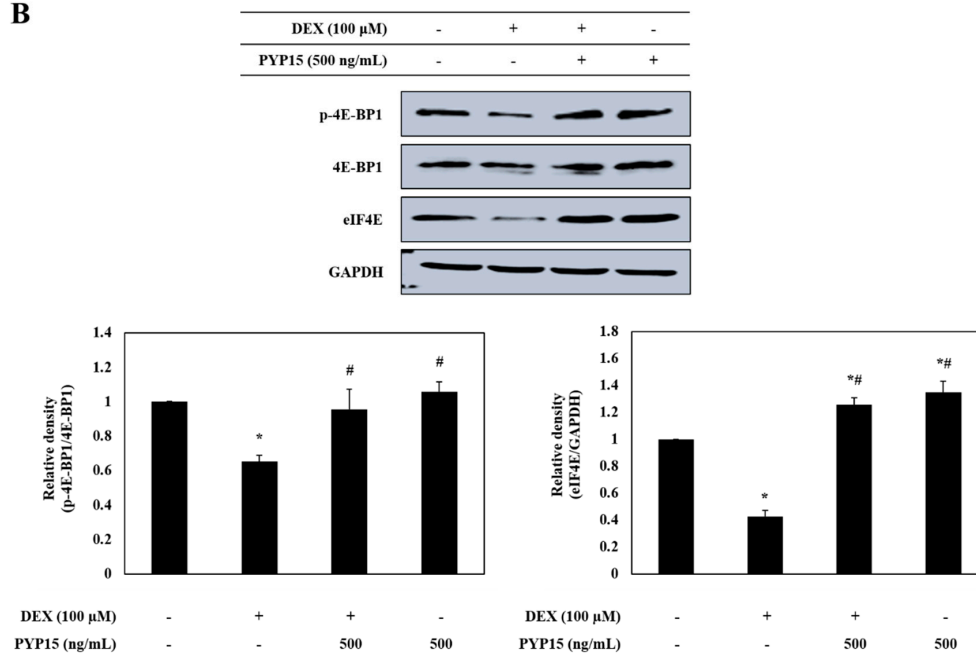 B
DEX (100 µM) - + + -
PYP15 (500 ng/mL) - - + +
p-4E-BP1
4E-BP1
eIF4E
GAPDH
Relative density
(p-4E-BP1/4E-BP1)
1.4
1.2
1
0.8
0.6
0.4
0.2
0
*
#
#
DEX (100 µM) - + + -
PYP15 (ng/mL) - - 500 500
Relative density
(eIF4E/GAPDH)
1.8
1.6
1.4
1.2
1
0.8
0.6
0.4
0.2
0
*
*#
*#
DEX (100 µM) - + + -
PYP15 (ng/mL) - - 500 500